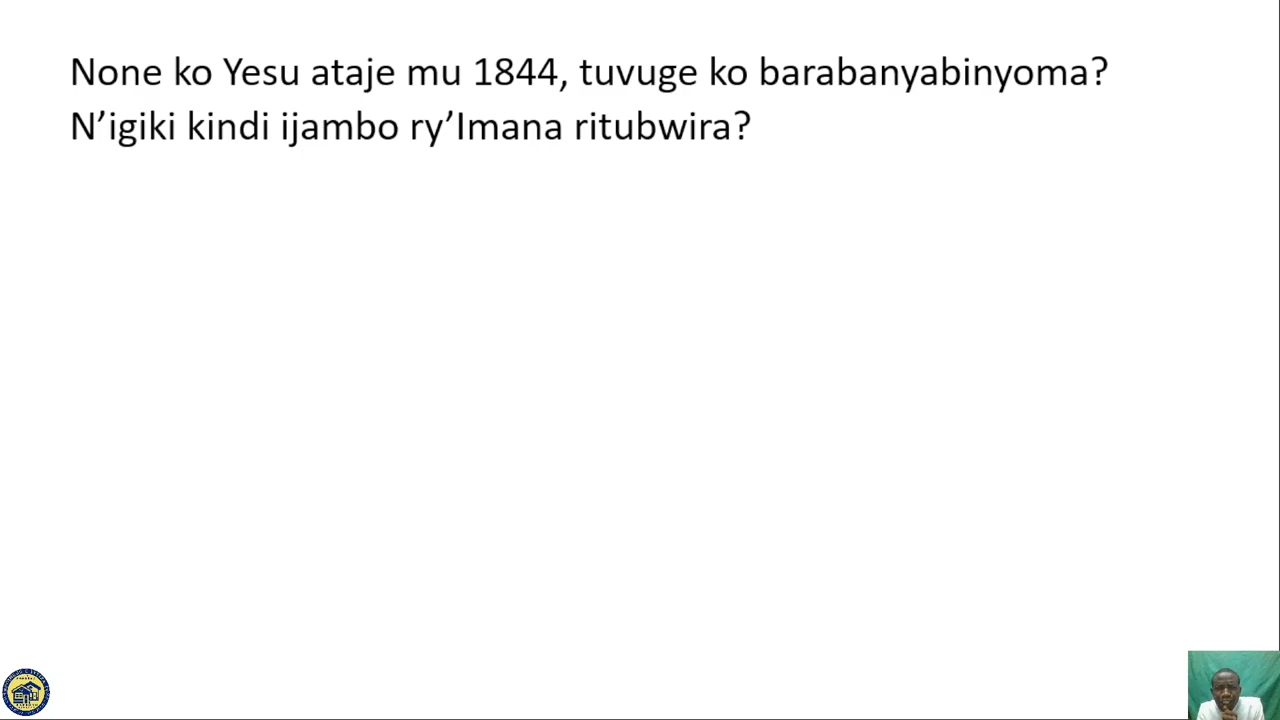 None ko Yesu ataje mu 1844, tuvuge ko barabanyabinyoma?
N’igiki kindi ijambo ry’Imana ritubwira?